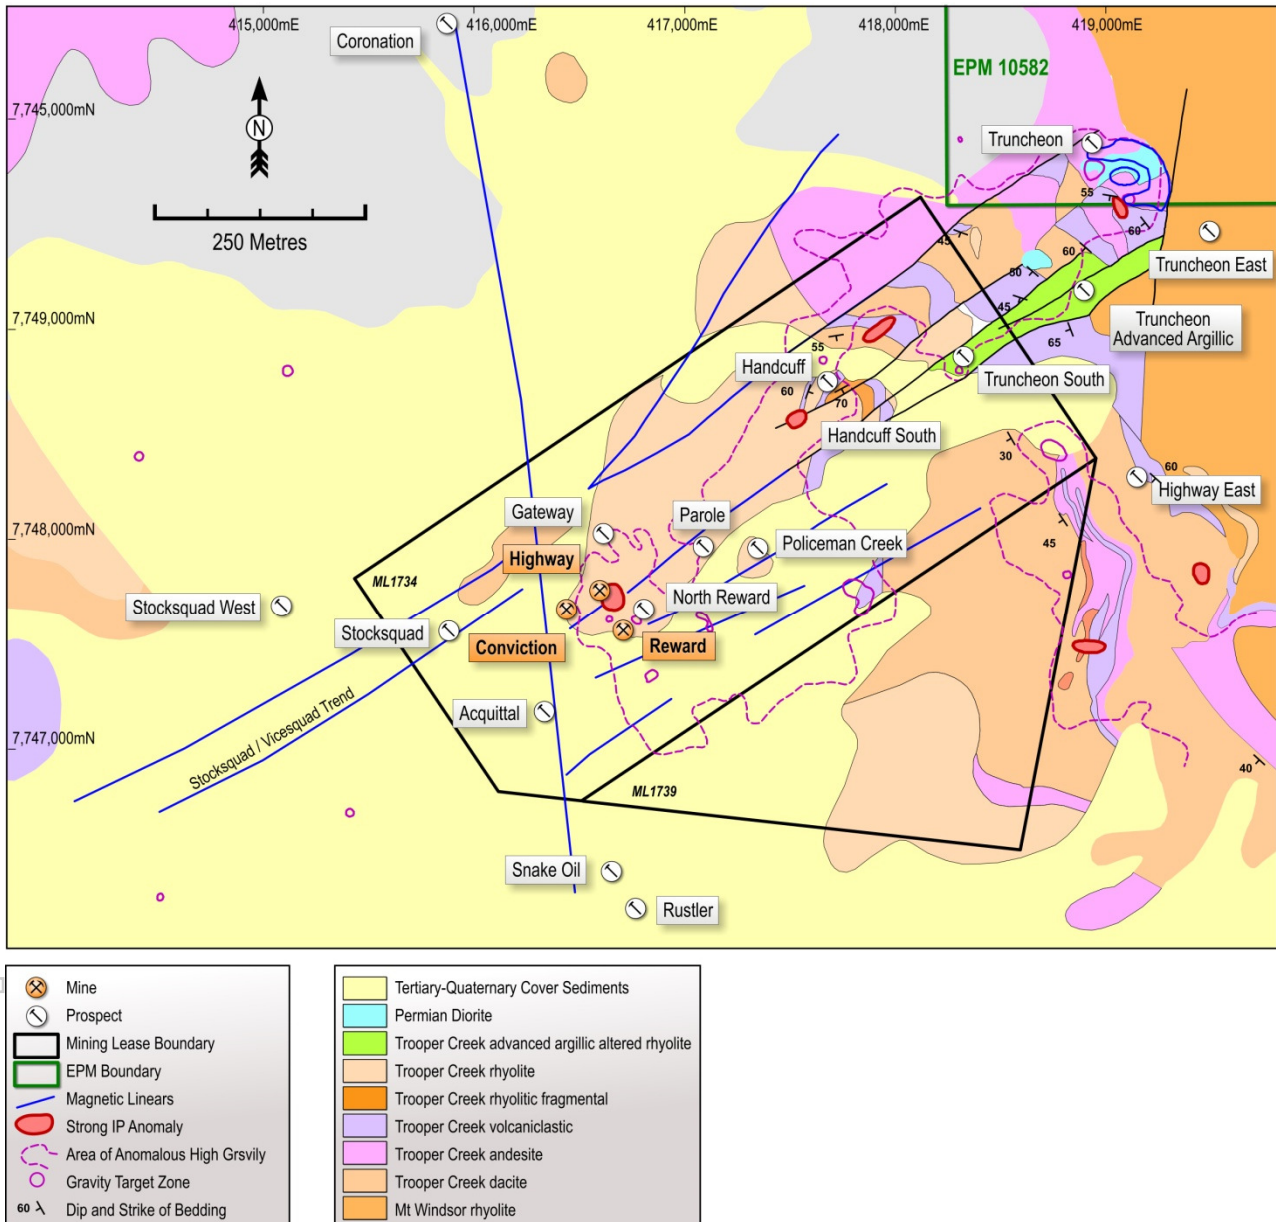 415,000mE
416,000mE
417,000mE
418,000mE
419,000mE
Coronation
EPM 10582
7,745,000mN
N
Truncheon
250 Metres
55
60
45
60
50
Truncheon East
45
7,749,000mN
Truncheon
Advanced Argillic
65
55
Handcuff
Truncheon South
60
70
Handcuff South
30
60
Highway East
Gateway
Parole
7,748,000mN
Policeman Creek
45
Highway
ML1734
North Reward
Stocksquad West
Stocksquad
Conviction
Reward
Acquittal
7,747,000mN
Stocksquad / Vicesquad Trend
40
ML1739
Snake Oil
Rustler
Mine
Prospect
Mining Lease Boundary
EPM Boundary
Magnetic Linears
Strong IP Anomaly
Area of Anomalous High Grsvily
Gravity Target Zone
60 Dip and Strike of Bedding
Tertiary-Quaternary Cover Sediments
Permian Diorite
Trooper Creek advanced argillic altered rhyolite
Trooper Creek rhyolite
Trooper Creek rhyolitic fragmental
Trooper Creek volcaniclastic
Trooper Creek andesite
Trooper Creek dacite
Mt Windsor rhyolite